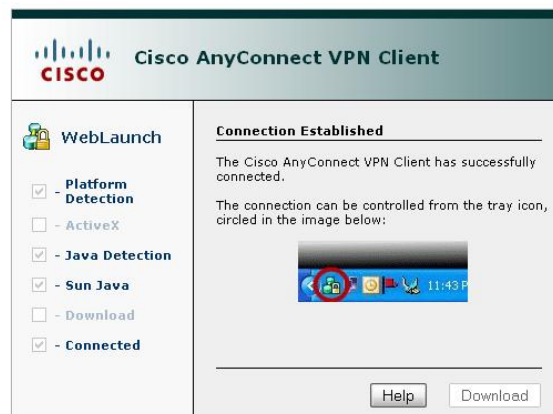 CISCO
Cisco AnyConnect VPN Client
WebLaunch
- Platform
Detection
- ActiveX
- Java Detection
- Sun Java
- Download
- Connected
Connection Established
The Cisco AnyConnect VPN Client has successfully
connected.
The connection can be controlled from the tray icon,
circled in the image below:
11:43 P
Help
Download